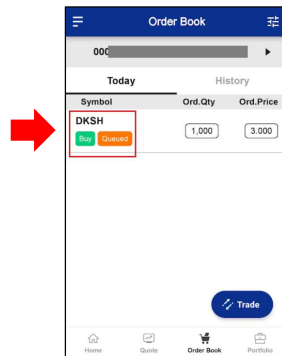 Order Book
000
Today History
Symbol Ord.Qty Ord.Price
DKSH
Buy Queued 1,000 3.000
Trade
Home Quote Order Book Portfolio